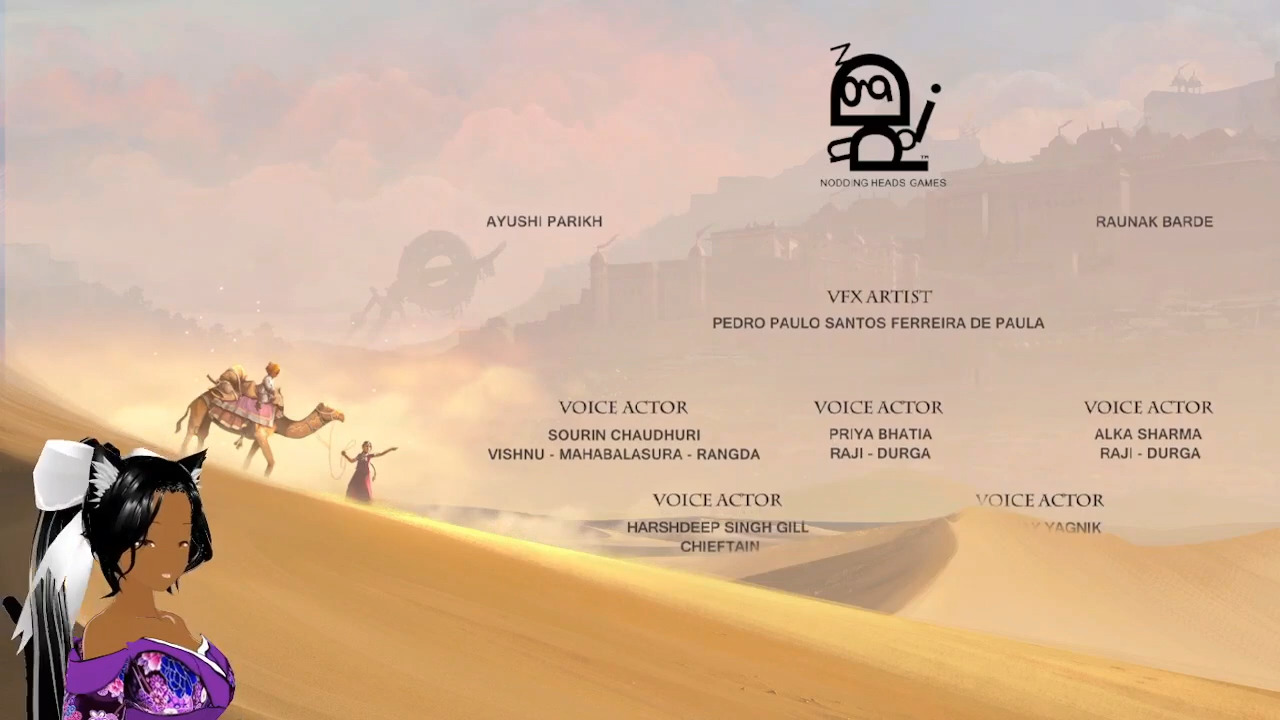 NODDING HEADS GAMES
AYUSHI PARIKH
RAUNAK BARDE
VFX ARTIST
PEDRO PAULO SANTOS FERREIRA DE PAULA
VOICE ACTOR
SOURIN CHAUDHURI
VISHNU - MAHABALASURA - RANGDA
VOICE ACTOR
PRIYA BHATIA
RAJI - DURGA
VOICE ACTOR
ALKA SHARMA
RAJI - DURGA
VOICE ACTOR
HARSHDEEP SINGH GILL
CHIEFTAIN
VOICE ACTOR
YAGNIK